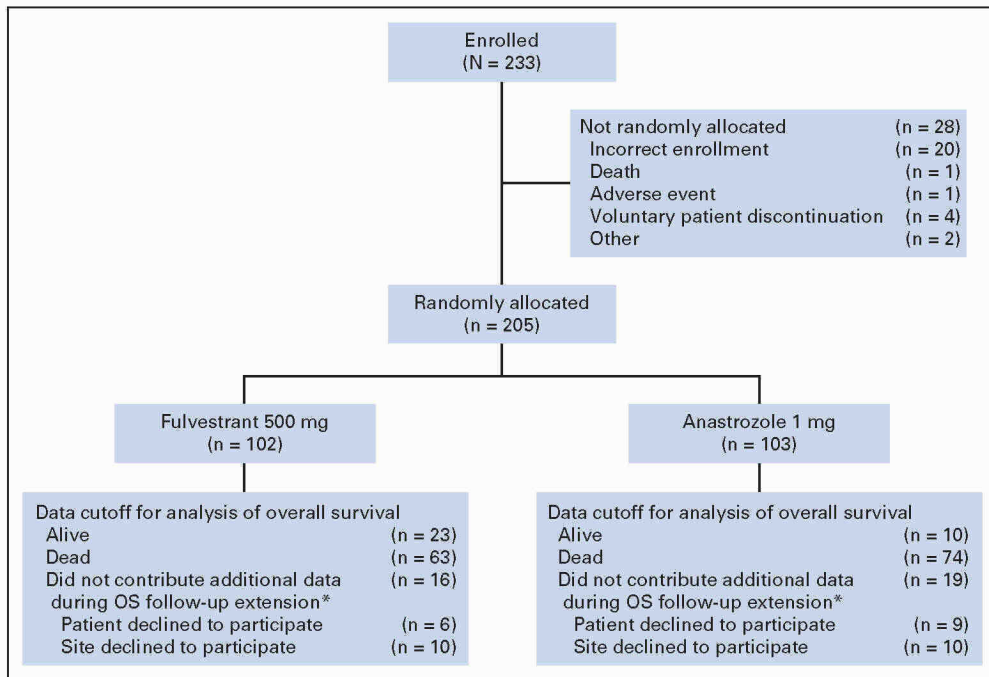 Enrolled
(N = 233)
Not randomly allocated (n = 28)
Incorrect enrollment (n = 20)
Death (n = 1)
Adverse event (n = 1)
Voluntary patient discontinuation (n = 4)
Other (n = 2)
Randomly allocated
(n = 205)
Fulvestrant 500 mg
(n = 102)
Anastrozole 1 mg
(n = 103)
Data cutoff for analysis of overall survival
Alive (n = 23)
Dead (n = 63)
Did not contribute additional data (n = 16)
during OS follow-up extension*
Patient declined to participate (n = 6)
Site declined to participate (n = 10)
Data cutoff for analysis of overall survival
Alive (n = 10)
Dead (n = 74)
Did not contribute additional data (n = 19)
during OS follow-up extension*
Patient declined to participate (n = 9)
Site declined to participate (n = 10)